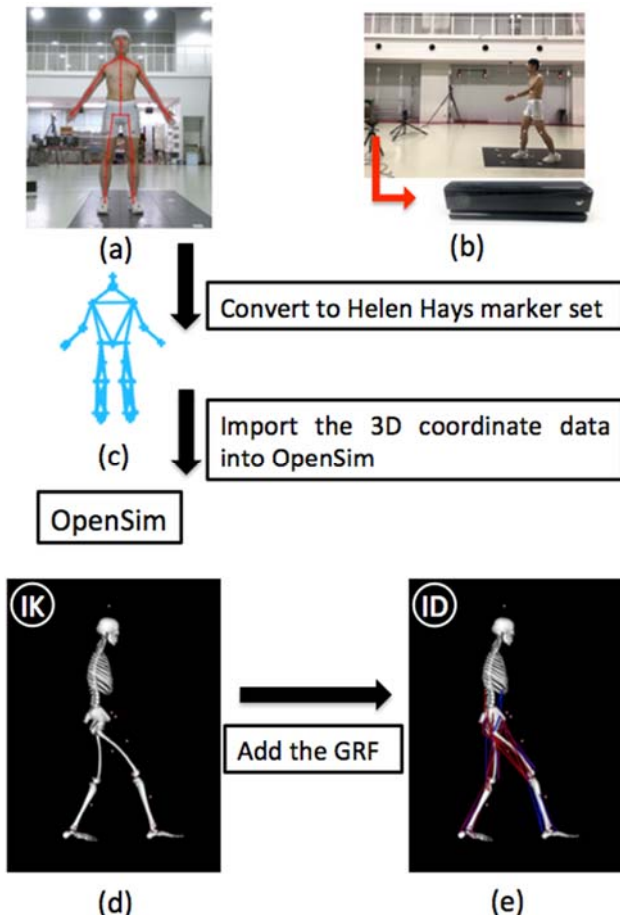 (a)
(b)
Convert to Helen Hays marker set
(c)
Import the 3D coordinate data
into OpenSim
OpenSim
IK
ID
Add the GRF
(d)
(e)